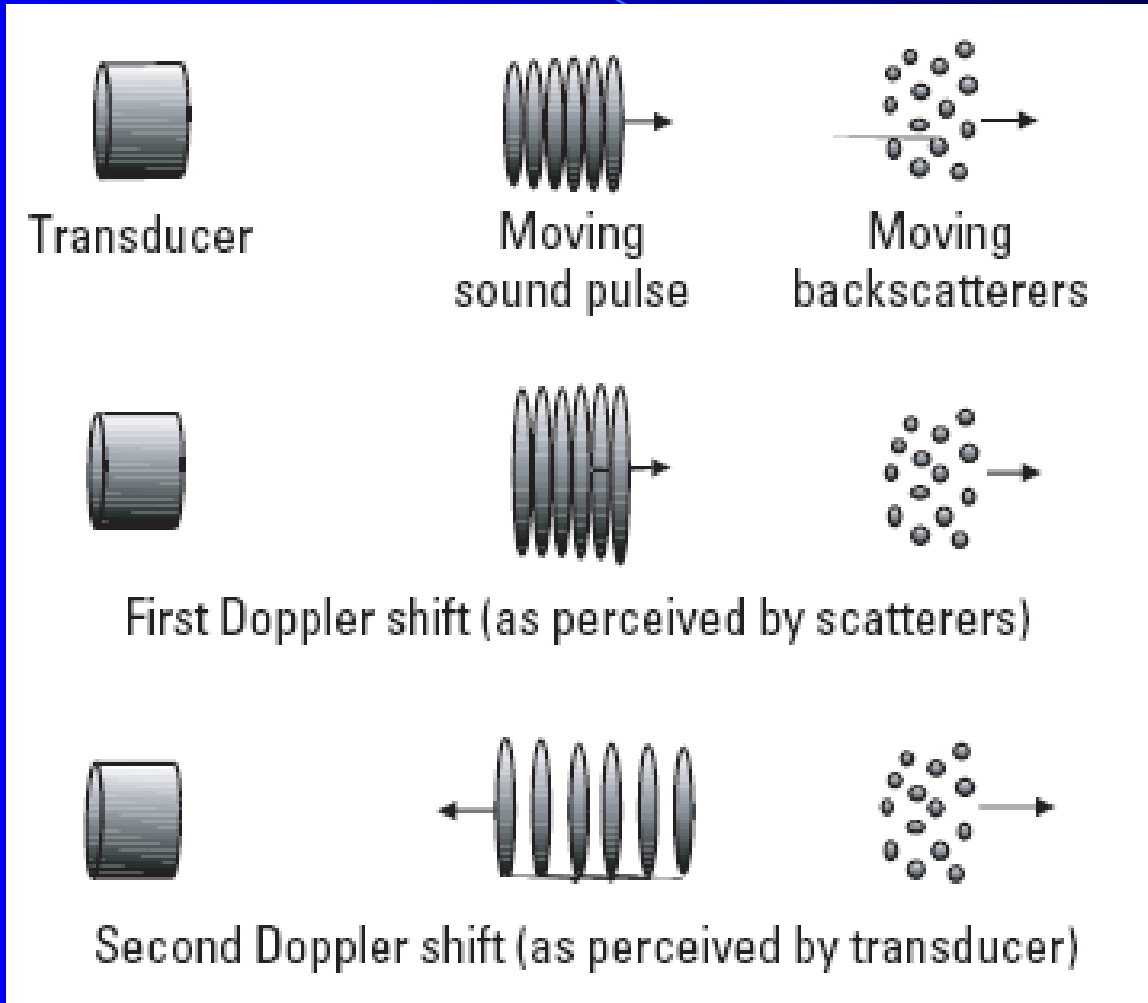 Transducer
Moving
sound pulse
Moving
backscatterers
First Doppler shift (as perceived by scatterers)
Second Doppler shift (as perceived by transducer)